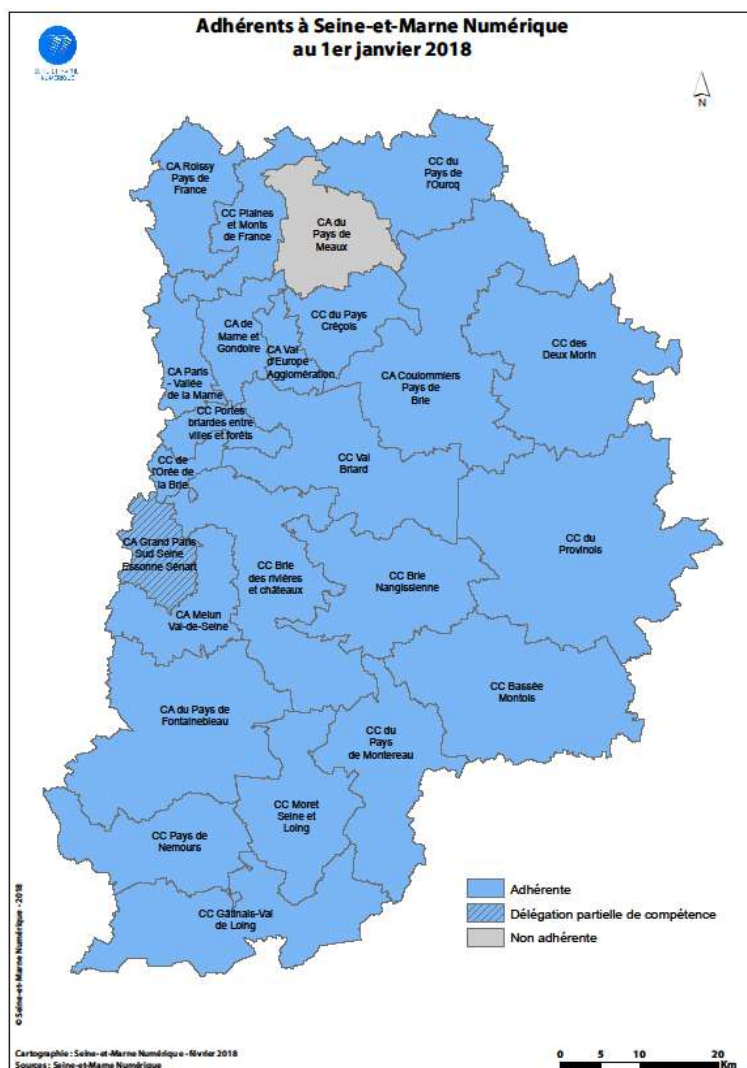 Adhérents à Seine-et-Marne Numérique
au 1er janvier 2018
SEINE-ET-MARNE
NUMÉRIQUE
N
CA Roissy
Pays de
France
CC Plaines
et Monts
de France
CA du
Pays de
Meaux
CC du
Pays de
l'Ourcq
CC du Pays
Créçois
CA de
Marne et
Gondoire
CA Val
d'Europe
Agglomération
CC des
Deux Morin
CA Coulommiers
Pays de
Brie
CA Paris
- Vallée
de la Marne
CC Portes
briardes entre
villes et forêts
CC de
l'Orée de
la Brie
CC Val
Briard
CC du
Provinois
CA Grand Paris
Sud Seine
Essonne Sénart
CC Brie
des rivières
et châteaux
CC Brie
Nangissienne
CA Melun
Val-de-Seine
CC Bassée
Montois
CA du Pays de
Fontainebleau
CC du
Pays
de Montereau
CC Moret
Seine et
Loing
CC Pays de
Nemours
CC Gâtinais-Val
de Loing
Adhérente
Délégation partielle de compétence
Non adhérente
© Seine-et-Marne Numérique - 2018
Cartographie : Seine-et-Marne Numérique - février 2018
Sources : Seine-et-Marne Numérique
0 5 10 20
Km